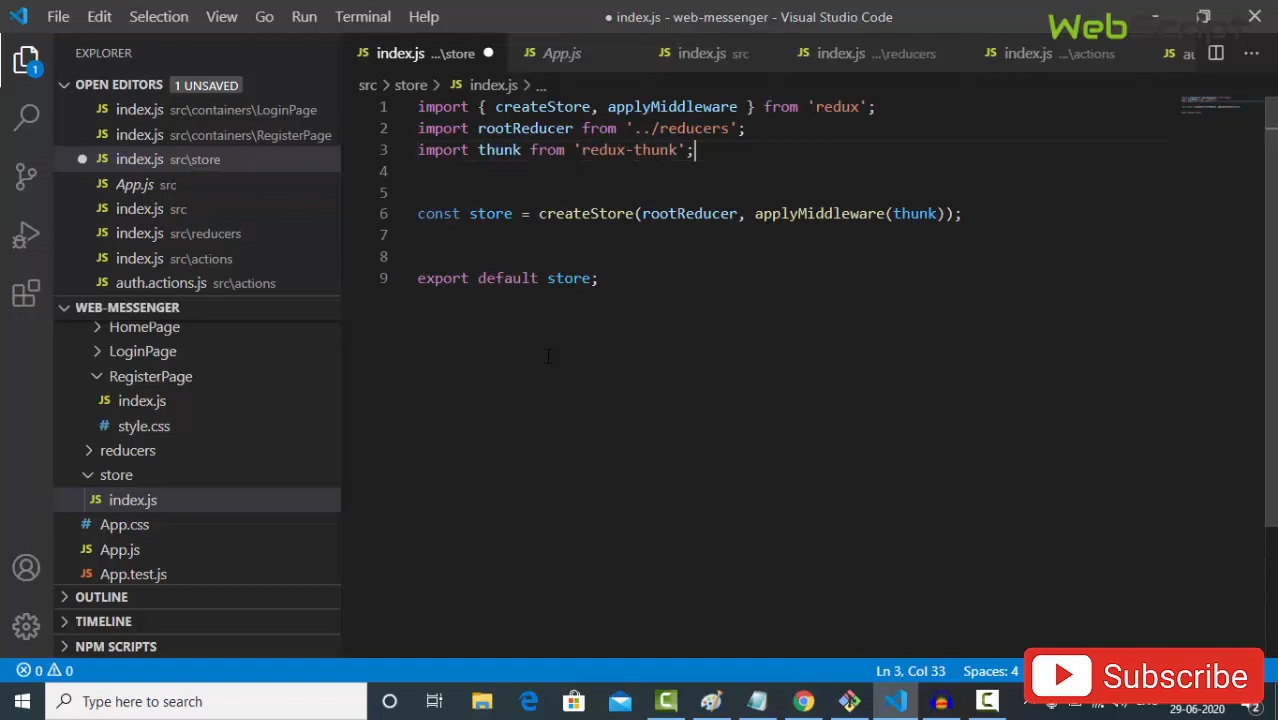 File Edit Selection View Go Run Terminal Help
● index.js - web-messenger - Visual Studio Code
WebScript
EXPLORER
index.js ...\store
App.js
index.js src
index.js ...\reducers
index.js ...\actions
OPEN EDITORS 1 UNSAVED
index.js src\containers\LoginPage
index.js src\containers\RegisterPage
index.js src\store
App.js src
index.js src
index.js src\reducers
index.js src\actions
auth.actions.js src\actions
WEB-MESSENGER
HomePage
LoginPage
RegisterPage
index.js
style.css
reducers
store
index.js
App.css
App.js
App.test.js
OUTLINE
TIMELINE
NPM SCRIPTS
src > store > JS index.js > ...
1 import { createStore, applyMiddleware } from 'redux';
2 import rootReducer from '../reducers';
3 import thunk from 'redux-thunk';
4
5
6 const store = createStore(rootReducer, applyMiddleware(thunk));
7
8
9 export default store;
0 0
Ln 3, Col 33 Spaces: 4
Subscribe
Type here to search
29-06-2020
2